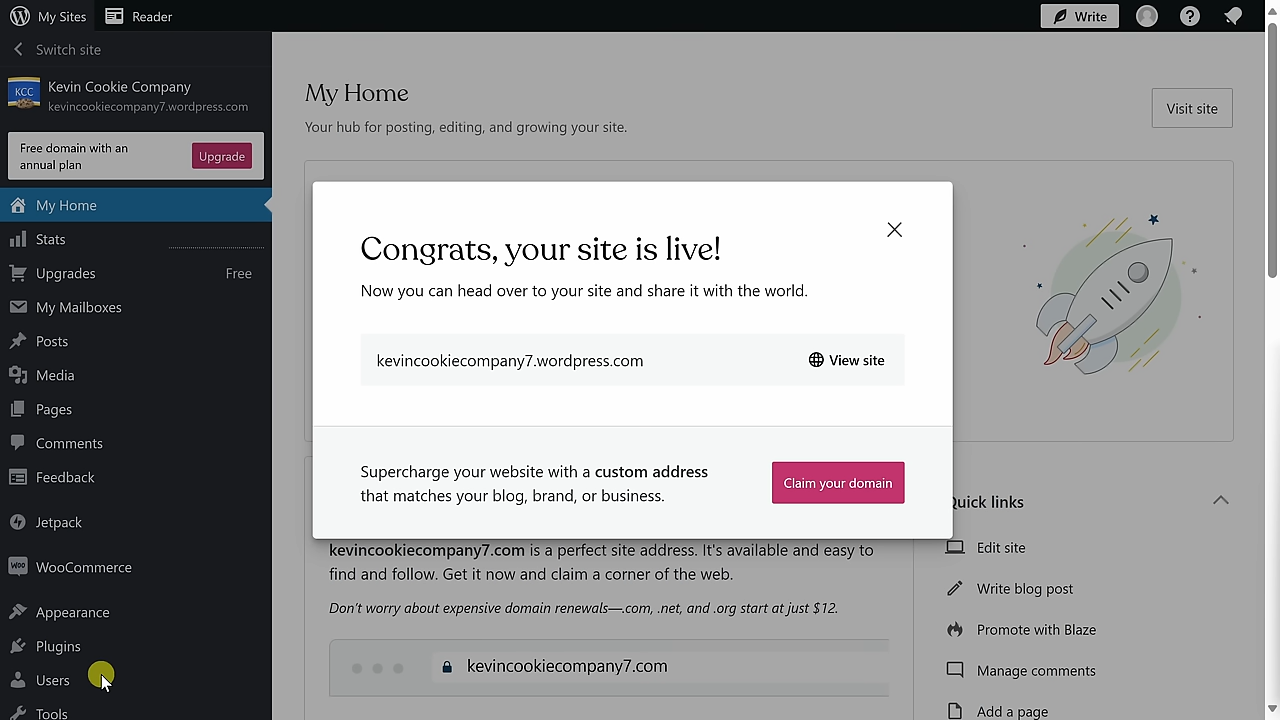 My Sites
Reader
Write
Switch site
KCC
Kevin Cookie Company
kevincookiecompany7.wordpress.com
Free domain with an
annual plan
Upgrade
My Home
Stats
Upgrades
Free
My Mailboxes
Posts
Media
Pages
Comments
Feedback
Jetpack
WOO
WooCommerce
Appearance
Plugins
Users
Tools
My Home
Your hub for posting, editing, and growing your site.
Visit site
Congrats, your site is live!
Now you can head over to your site and share it with the world.
kevincookiecompany7.wordpress.com
View site
Supercharge your website with a custom address
that matches your blog, brand, or business.
Claim your domain
kevincookiecompany7.com is a perfect site address. It's available and easy to
find and follow. Get it now and claim a corner of the web.
Don't worry about expensive domain renewals—.com, .net, and .org start at just $12.
kevincookiecompany7.com
Quick links
Edit site
Write blog post
Promote with Blaze
Manage comments
Add a page